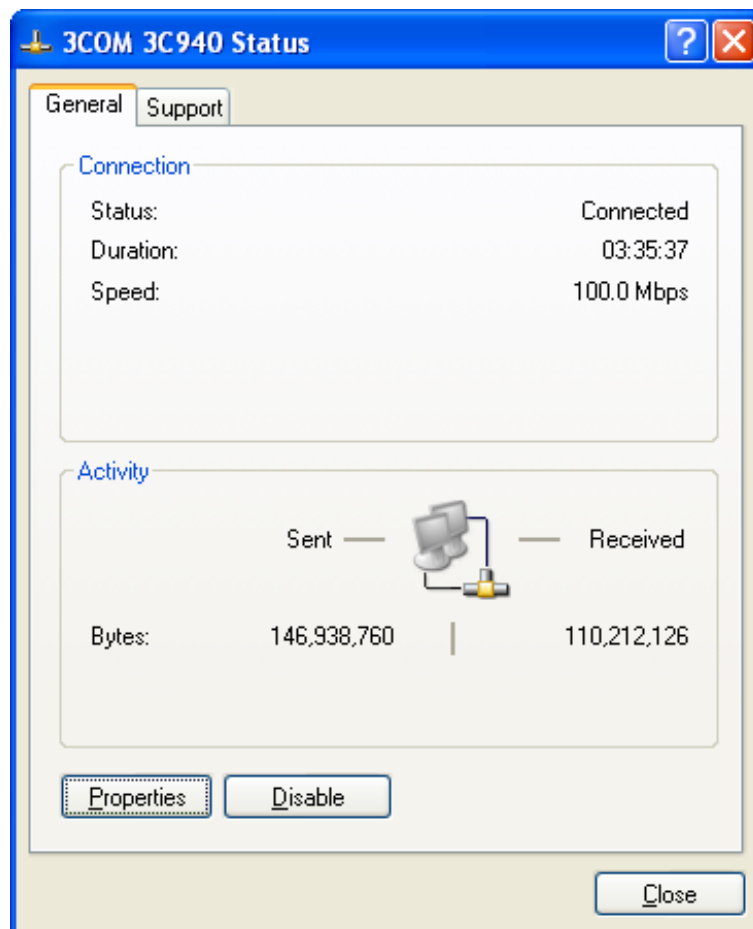 3COM 3C940 Status
General Support
Connection
Status: Connected
Duration: 03:35:37
Speed: 100.0 Mbps
Activity
Sent Received
Bytes: 146,938,760 110,212,126
Properties Disable
Close